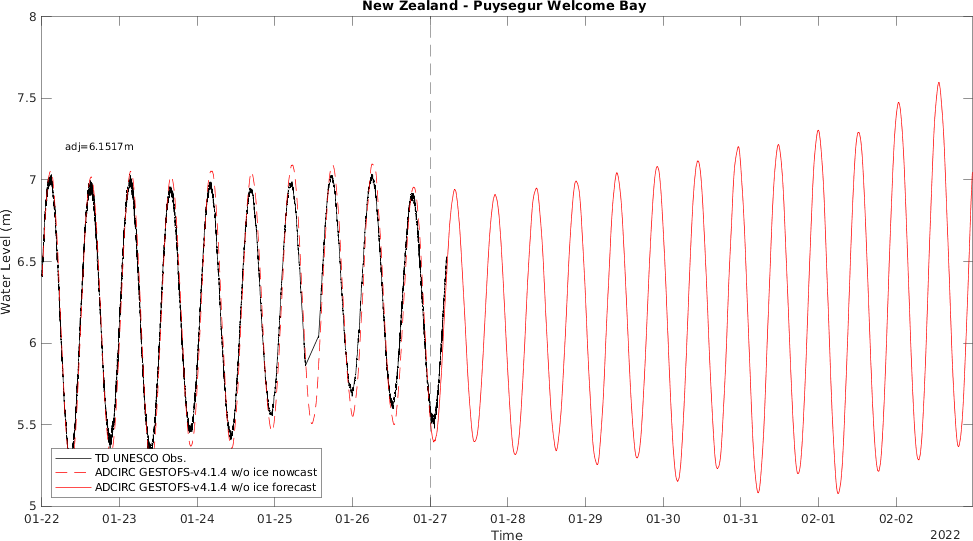 New Zealand - Puysegur Welcome Bay
8
7.5
7
6.5
6
5.5
5
Water Level (m)
adj=6.1517m
TD UNESCO Obs.
ADCIRC GESTOFS-v4.1.4 w/o ice nowcast
ADCIRC GESTOFS-v4.1.4 w/o ice forecast
01-22 01-23 01-24 01-25 01-26 01-27 01-28 01-29 01-30 01-31 02-01 02-02
Time
2022